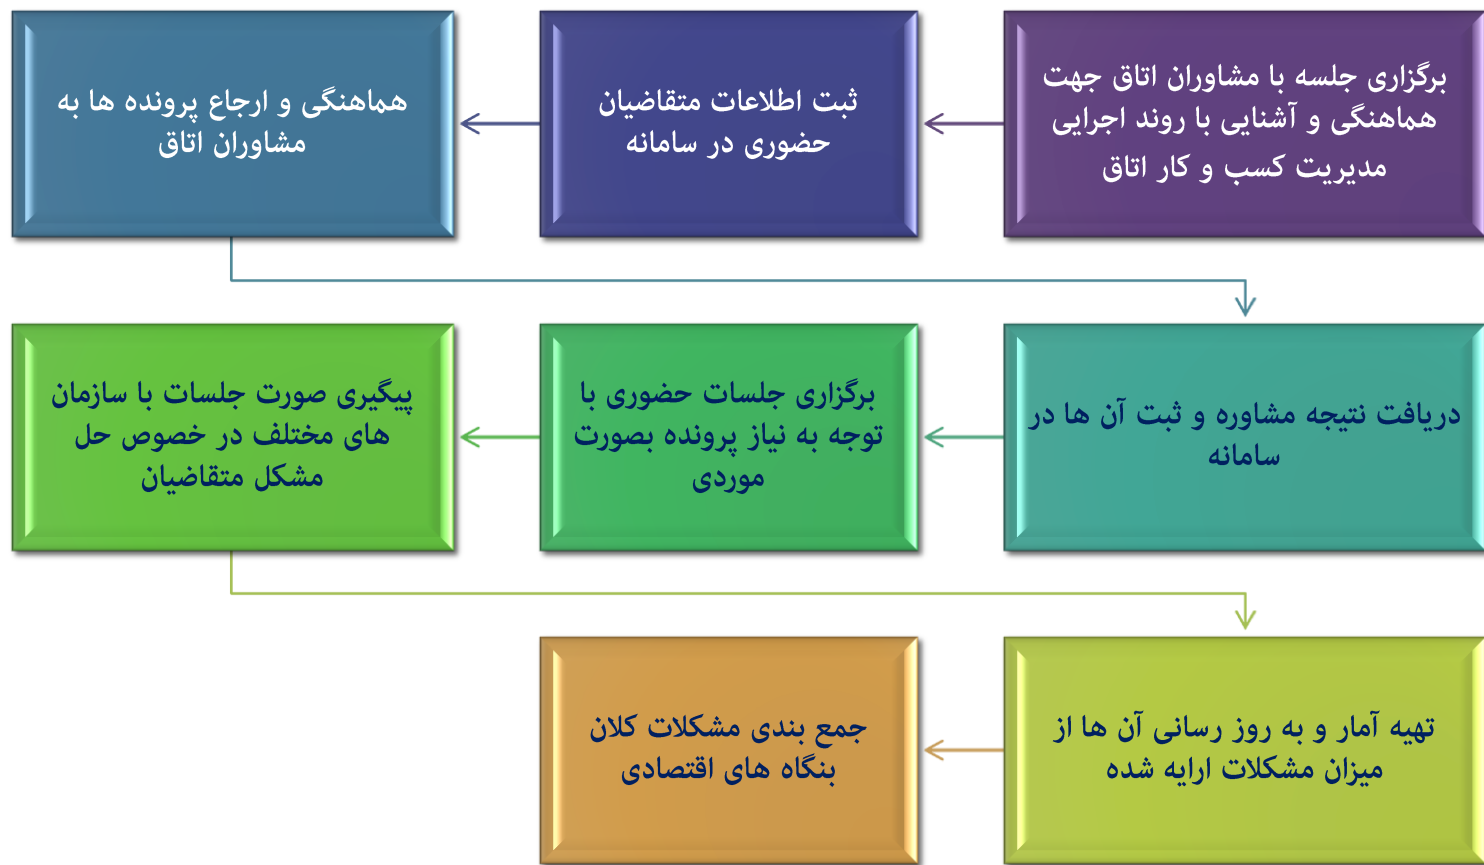 برگزاری جلسه با مشاوران اتاق جهت
هماهنگی و آشنایی با روند اجرایی
مدیریت کسب و کار اتاق
ثبت اطلاعات متقاضیان
حضوری در سامانه
هماهنگی و ارجاع پرونده ها به
مشاوران اتاق
دریافت نتیجه مشاوره و ثبت آن ها در
سامانه
برگزاری جلسات حضوری با
توجه به نیاز پرونده بصورت
موردی
پیگیری صورت جلسات با سازمان
های مختلف در خصوص حل
مشکل متقاضیان
تهیه آمار و به روز رسانی آن ها از
میزان مشکلات ارایه شده
جمع بندی مشکلات کلان
بنگاه های اقتصادی